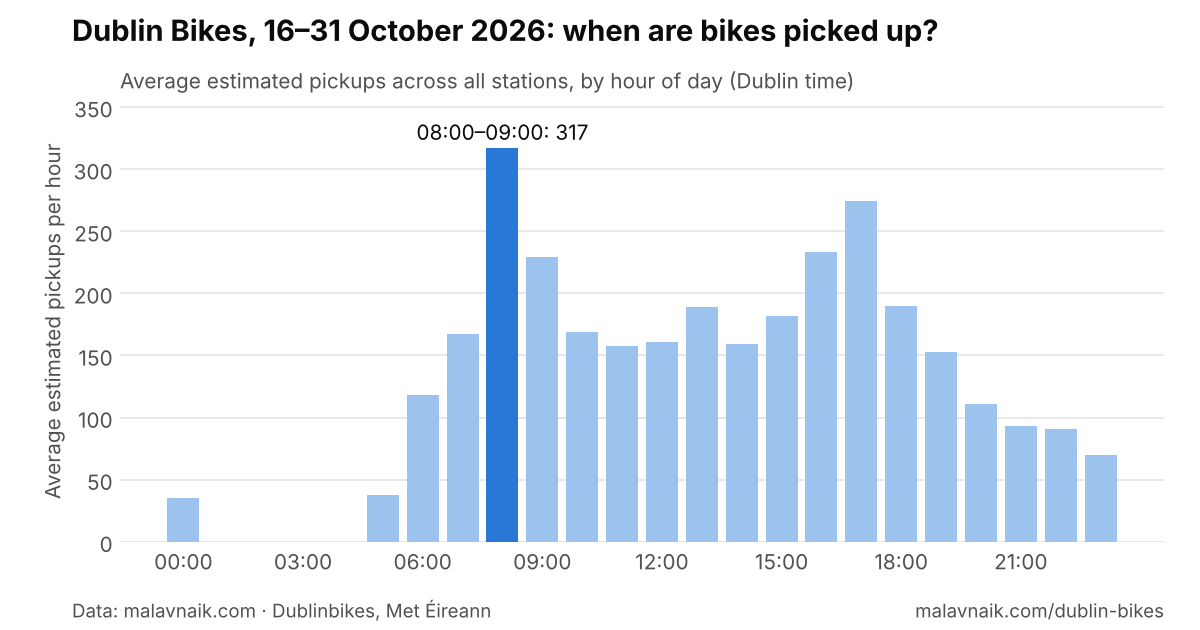 Dublin Bikes, 16–31 October 2026: when are bikes picked up?
Average estimated pickups across all stations, by hour of day (Dublin time)
Average estimated pickups per hour
350
300
250
200
150
100
50
0
08:00–09:00: 317
00:00 03:00 06:00 09:00 12:00 15:00 18:00 21:00
Data: malavnaik.com · Dublinbikes, Met Éireann
malavnaik.com/dublin-bikes